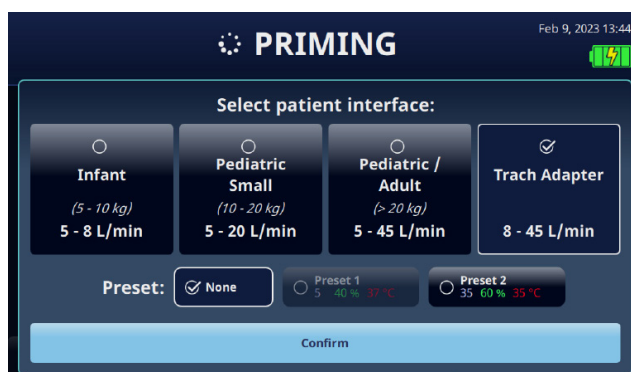 Feb 9, 2023 13:44
PRIMING
Select patient interface:
Infant
(5 - 10 kg)
5 - 8 L/min
Pediatric
Small
(10 - 20 kg)
5 - 20 L/min
Pediatric /
Adult
(> 20 kg)
5 - 45 L/min
Trach Adapter
8 - 45 L/min
Preset:
None
Preset 1
5 40 % 37 °C
Preset 2
35 60 % 35 °C
Confirm